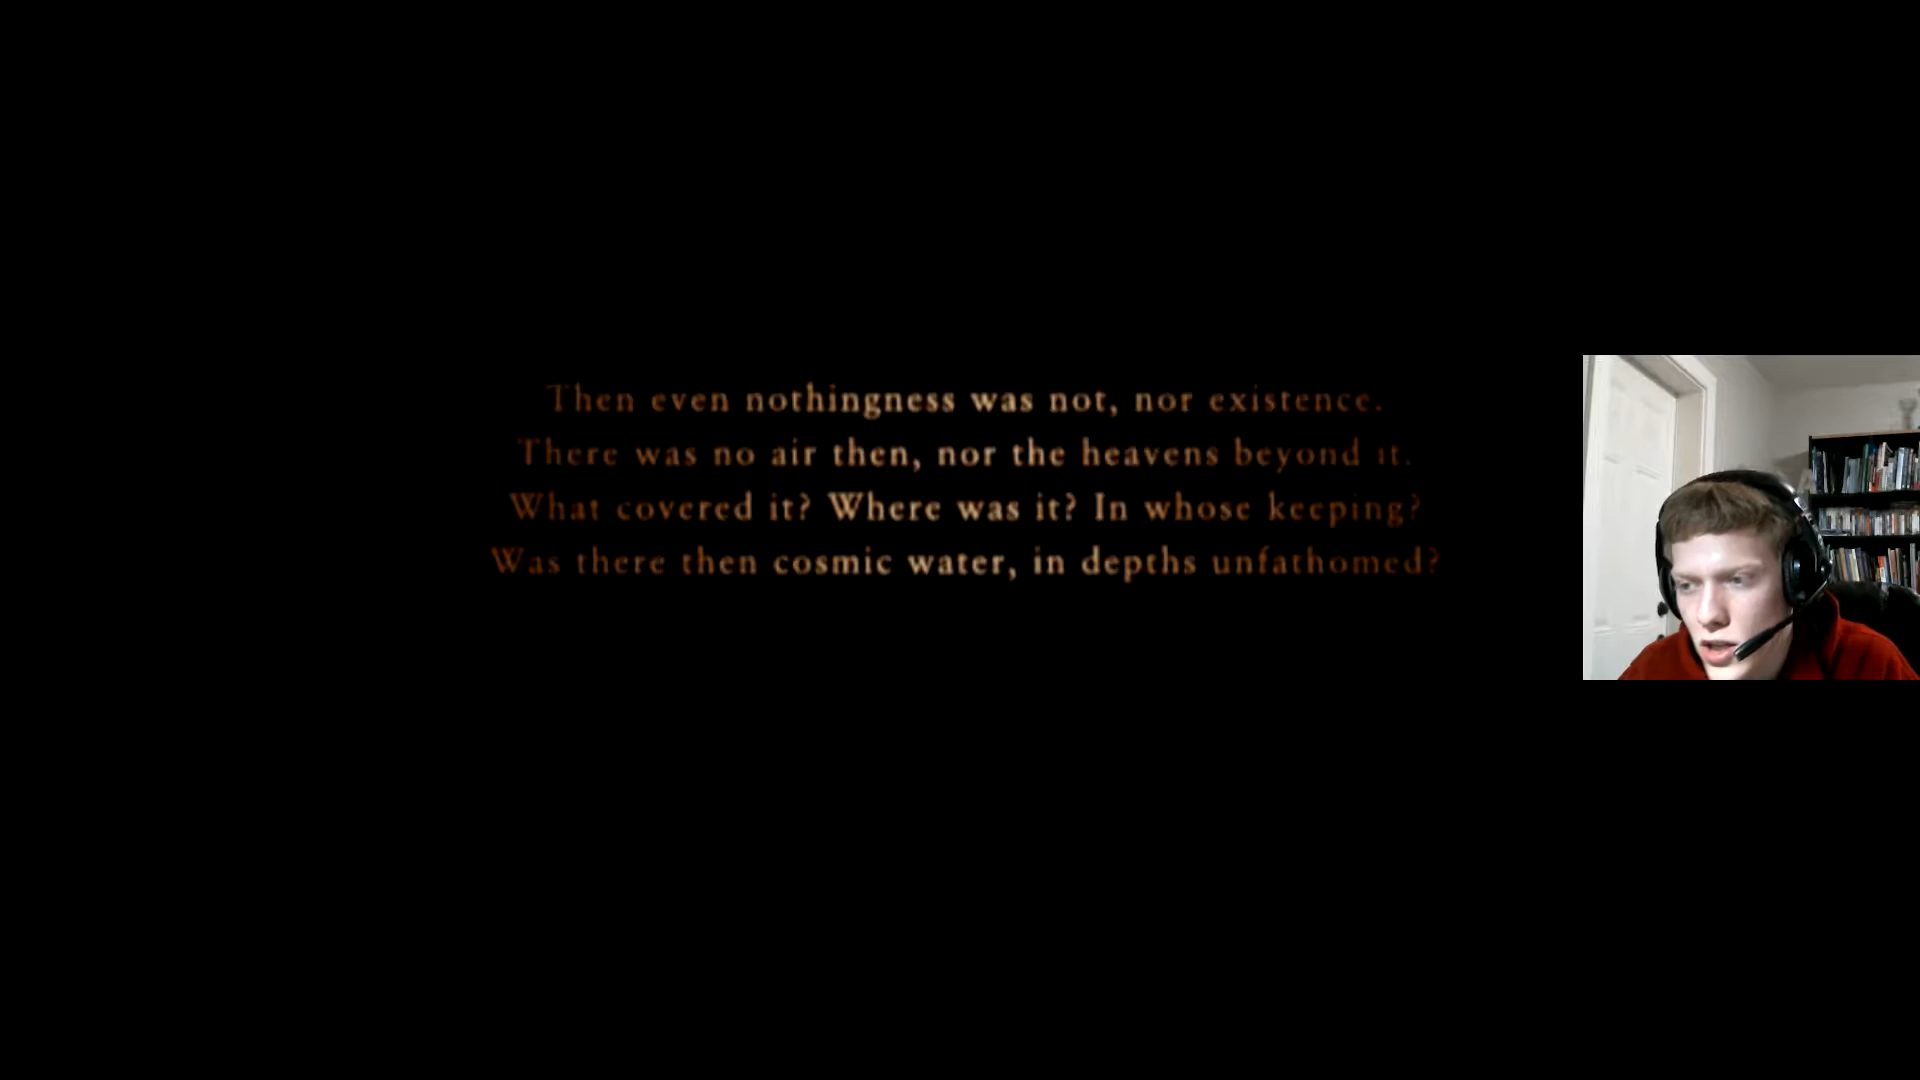 Then even nothingness was not, nor existence.
There was no air then, nor the heavens beyond it.
What covered it? Where was it? In whose keeping?
Was there then cosmic water, in depths unfathomed?